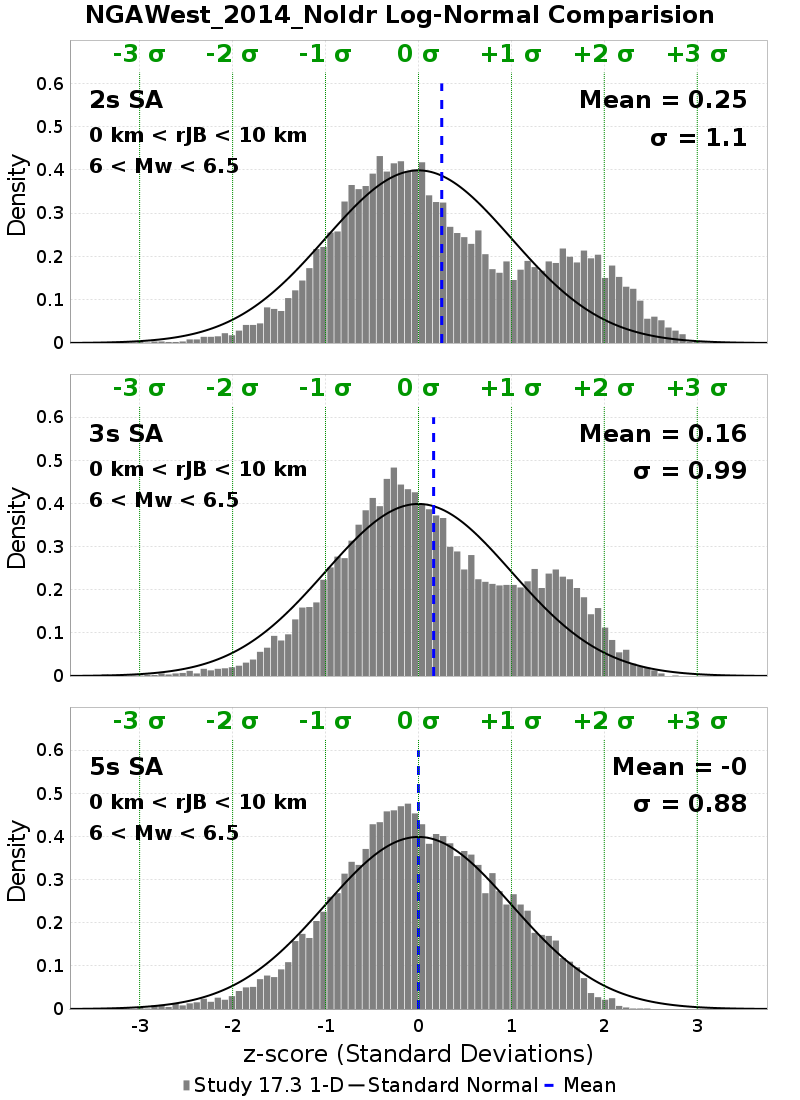 NGAWest_2014_NoIdr Log-Normal Comparision
-3 σ -2 σ -1 σ 0 σ +1 σ +2 σ +3 σ
0.6
2s SA Mean = 0.25
0.5
0 km < rJB < 10 km σ = 1.1
6 < Mw < 6.5
0.4
0.3
0.2
0.1
0
Density
-3 σ -2 σ -1 σ 0 σ +1 σ +2 σ +3 σ
0.6
3s SA Mean = 0.16
0.5
0 km < rJB < 10 km σ = 0.99
6 < Mw < 6.5
0.4
0.3
0.2
0.1
0
Density
-3 σ -2 σ -1 σ 0 σ +1 σ +2 σ +3 σ
0.6
5s SA Mean = -0
0.5
0 km < rJB < 10 km σ = 0.88
6 < Mw < 6.5
0.4
0.3
0.2
0.1
0
Density
-3 -2 -1 0 1 2 3
z-score (Standard Deviations)
Study 17.3 1-D Standard Normal Mean